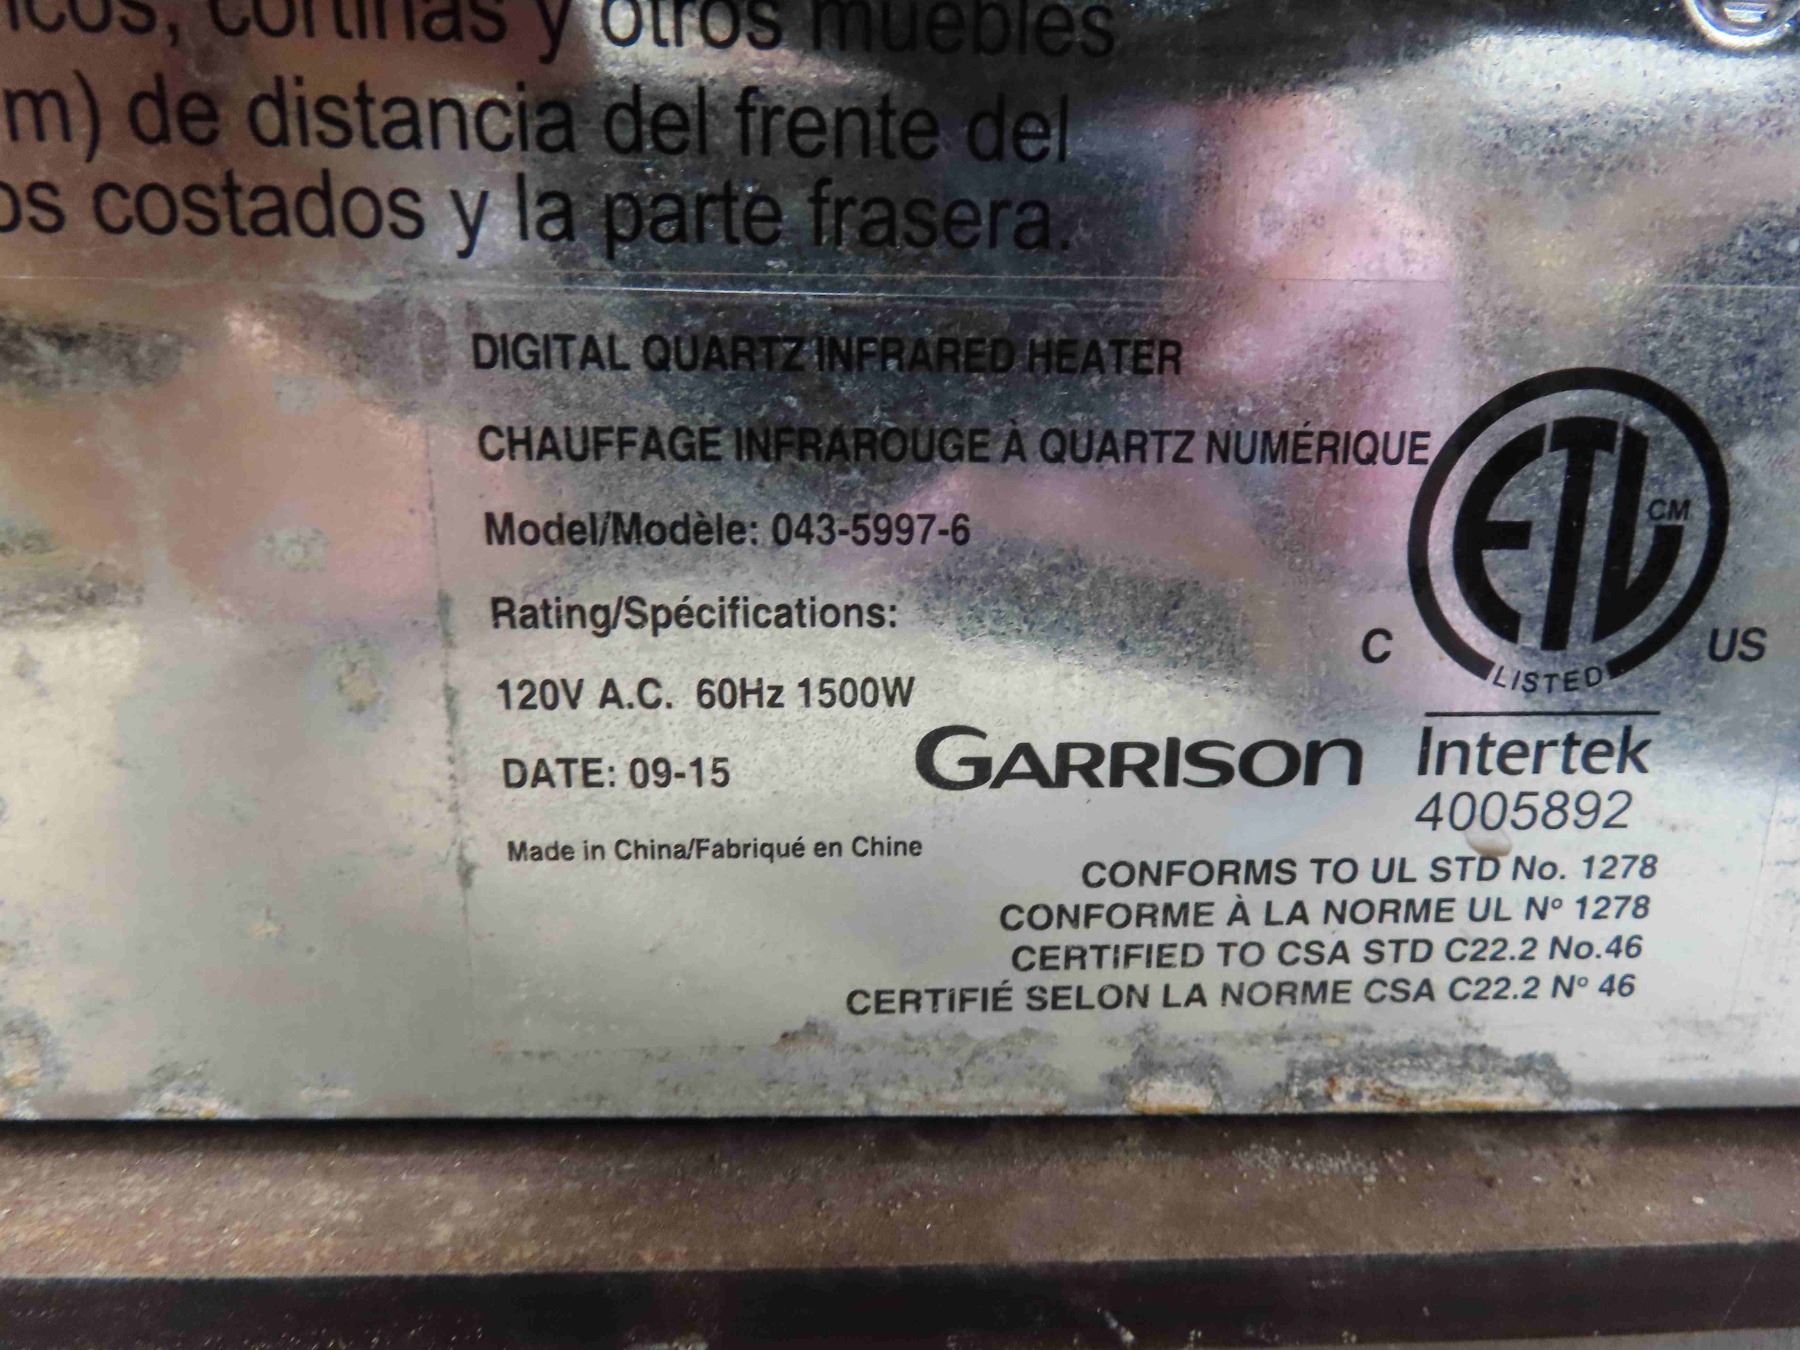 cortinas y otros muebles
m) de distancia del frente del
os costados y la parte frasera.
DIGITAL QUARTZ INFRARED HEATER
CHAUFFAGE INFRAROUGE À QUARTZ NUMÉRIQUE
Model/Modèle: 043-5997-6
Rating/Spécifications:
120V A.C. 60Hz 1500W
DATE: 09-15
Made in China/Fabriqué en Chine
GARRISON
ETL CM
C US
LISTED
Intertek
4005892
CONFORMS TO UL STD No. 1278
CONFORME À LA NORME UL Nº 1278
CERTIFIED TO CSA STD C22.2 No.46
CERTIFIÉ SELON LA NORME CSA C22.2 Nº 46